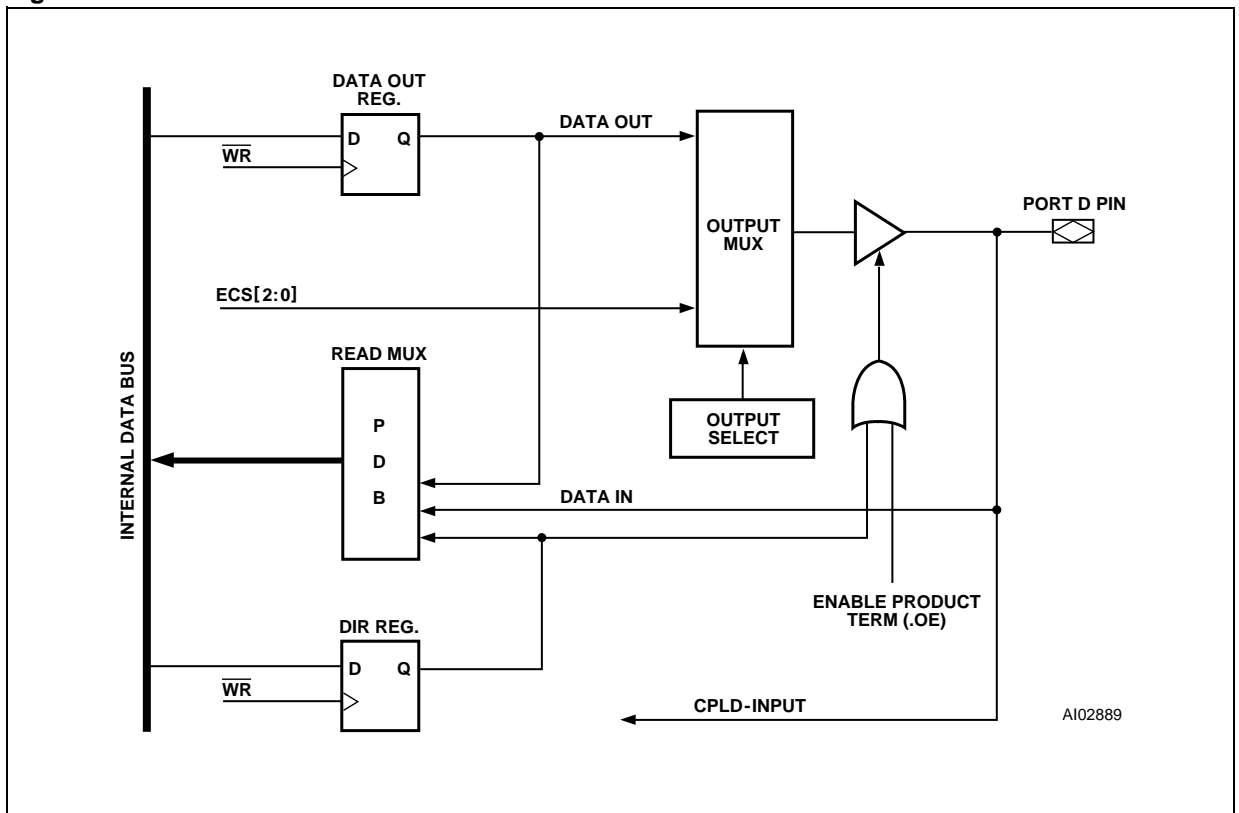 DATA OUT
REG.
D Q
WR
DATA OUT
OUTPUT
MUX
PORT D PIN
ECS[2:0]
READ MUX
P
D
B
OUTPUT
SELECT
INTERNAL DATA BUS
DATA IN
ENABLE PRODUCT
TERM (.OE)
DIR REG.
D Q
WR
CPLD-INPUT
AI02889